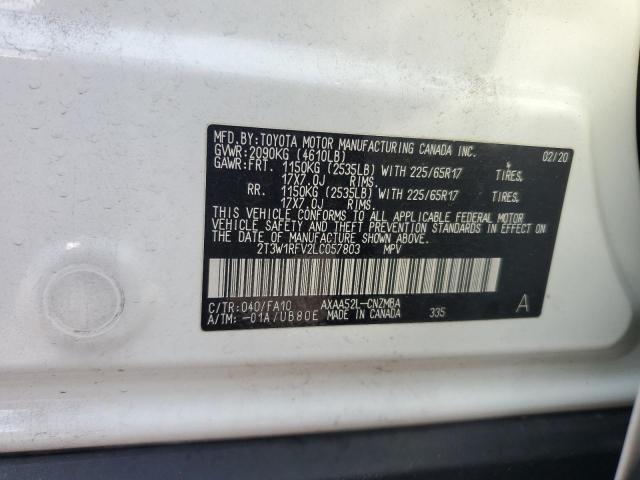 MFD.BY:TOYOTA MOTOR MANUFACTURING CANADA INC. 02/20
GVWR:2090KG (4610LB)
GAWR:FRT. 1150KG (2535LB) WITH 225/65R17 TIRES,
17X7.0J RIMS.
RR. 1150KG (2535LB) WITH 225/65R17 TIRES,
17X7.0J RIMS.
THIS VEHICLE CONFORMS TO ALL APPLICABLE FEDERAL MOTOR
VEHICLE SAFETY AND THEFT PREVENTION STANDARDS IN EFFECT ON
THE DATE OF MANUFACTURE SHOWN ABOVE.
2T3W1RFV2LC057803 MPV
C/TR:040/FA10 AXAA52L-CNZMBA A
A/TM:-01A/UB80E MADE IN CANADA 335